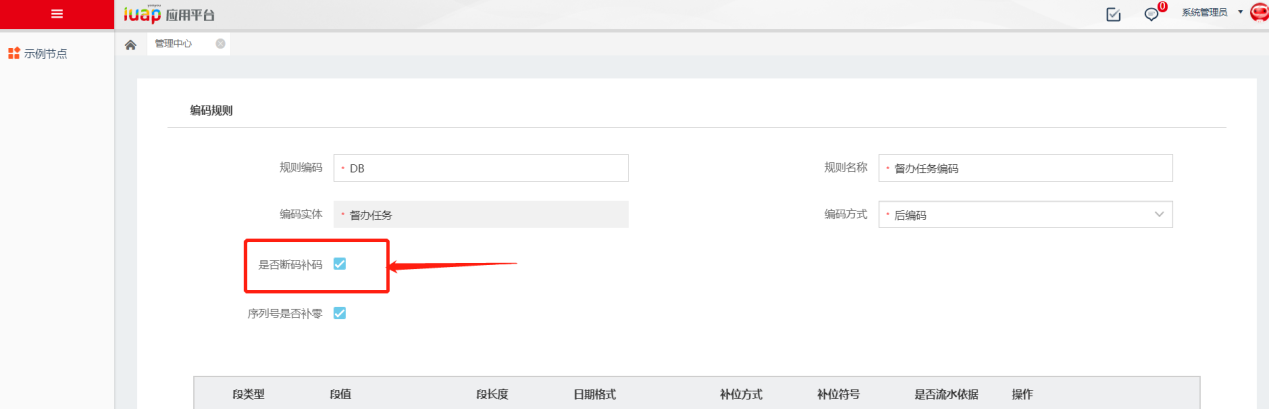 iuap 应用平台
0
系统管理员
示例节点
管理中心
编码规则
规则编码 * DB
规则名称 * 督办任务编码
编码实体 * 督办任务
编码方式 * 后编码
是否断码补码
序列号是否补零
段类型 段值 段长度 日期格式 补位方式 补位符号 是否流水依据 操作